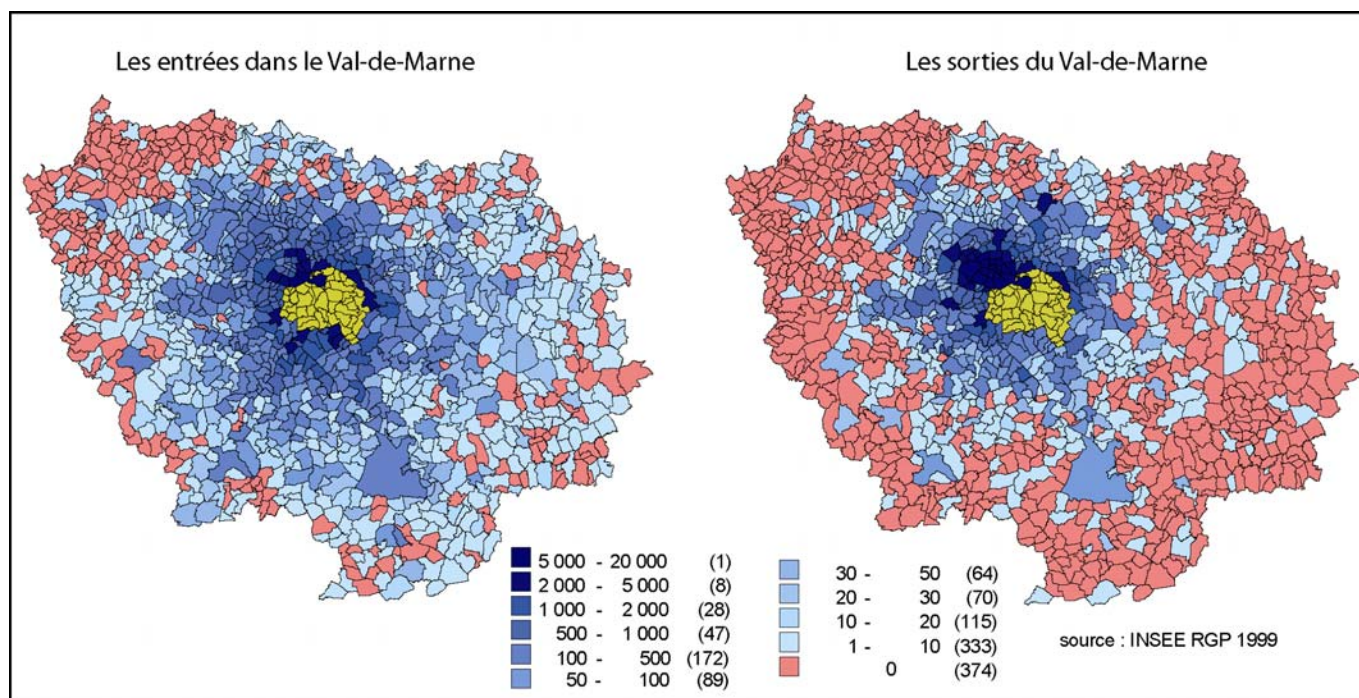 Les entrées dans le Val-de-Marne
Les sorties du Val-de-Marne
5 000 - 20 000 (1)
2 000 - 5 000 (8)
1 000 - 2 000 (28)
500 - 1 000 (47)
100 - 500 (172)
50 - 100 (89)
30 - 50 (64)
20 - 30 (70)
10 - 20 (115)
1 - 10 (333)
0 (374)
source : INSEE RGP 1999